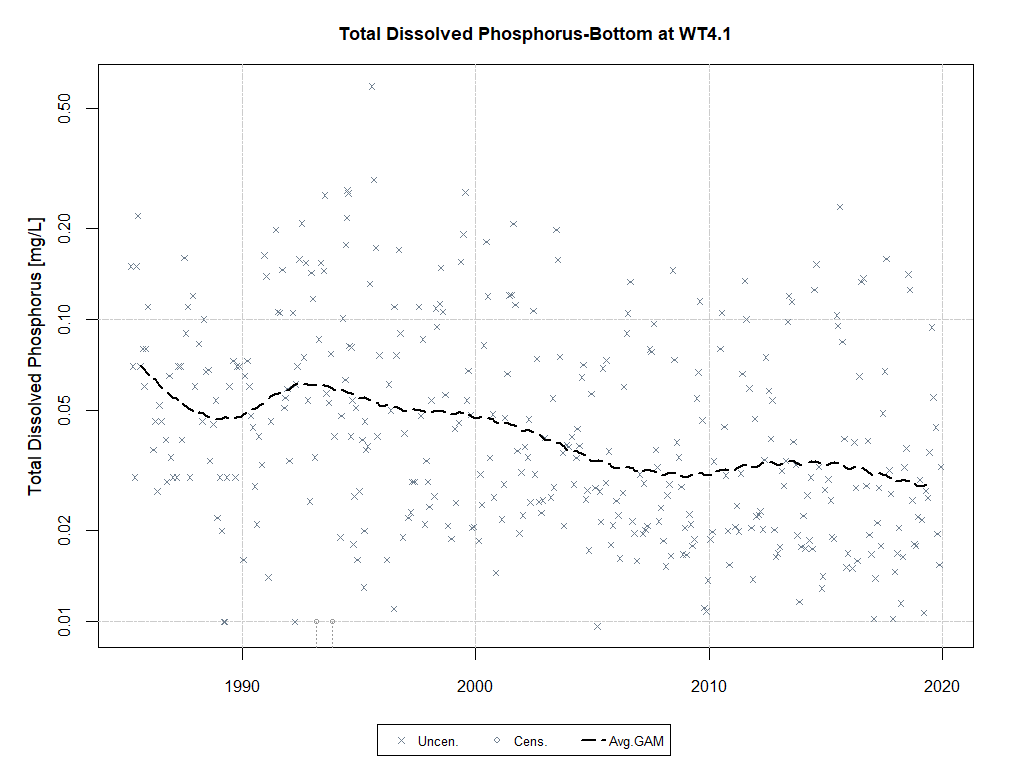 Total Dissolved Phosphorus-Bottom at WT4.1
Total Dissolved Phosphorus [mg/L]
0.50
0.20
0.10
0.05
0.02
0.01
1990 2000 2010 2020
Uncen. Cens. Avg.GAM